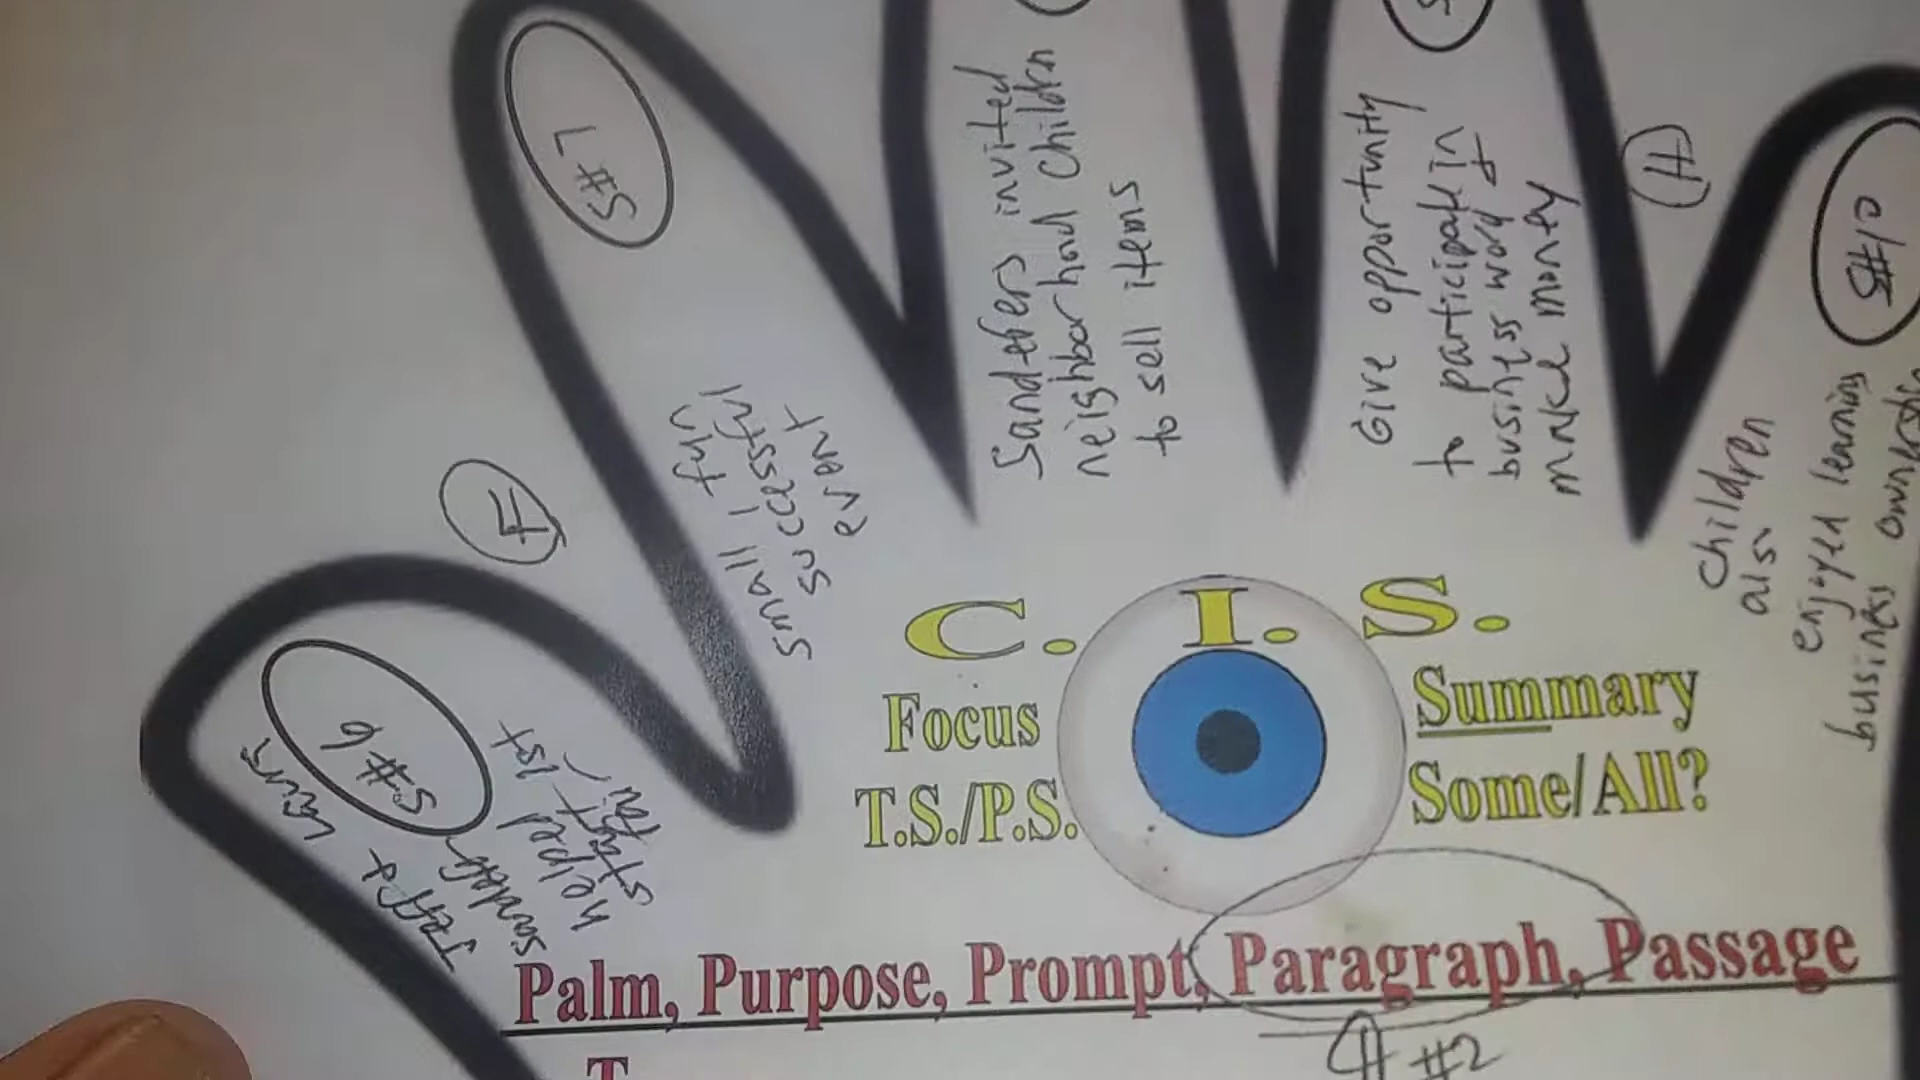 S#6
Jeff +
helped
start
1st
F
S#7
small fun
successful
event
invited
neighborhood children
to sell items
Give opportunity
to participate in
business world +
make money
H
S#10
children
also
enjoyed learning
business ownership
C. I. S.
Focus
T.S./P.S.
Summary
Some/All?
Palm, Purpose, Prompt, Paragraph, Passage
#2
T